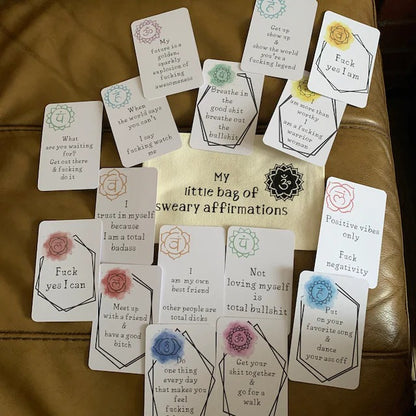 My
future is a
golden,
sparkly
explosion of
fucking
awesomeness
Get up
show up
&
show the world
you're a
fucking legend
Fuck
yes I am
What
are you waiting
for?
Get out there
& fucking
do it
When
the world says
you can't
I say
fucking watch
me
Breathe in
the good shit
breathe out
the
bullshit
I
am more than
worthy
I am a fucking
warrior
woman
My
little bag of
sweary affirmations
I
trust in myself
because
I am a total
badass
I
am my own
best friend
other people are
total dicks
Not
loving myself
is
total bullshit
Positive vibes
only
Fuck
negativity
Fuck
yes I can
Meet up
with a friend
&
have a good
bitch
Do
one thing
every day
that makes you
feel
fucking
Get your
shit together
&
go for a
walk
Put
on your
favorite song
&
dance
your ass off